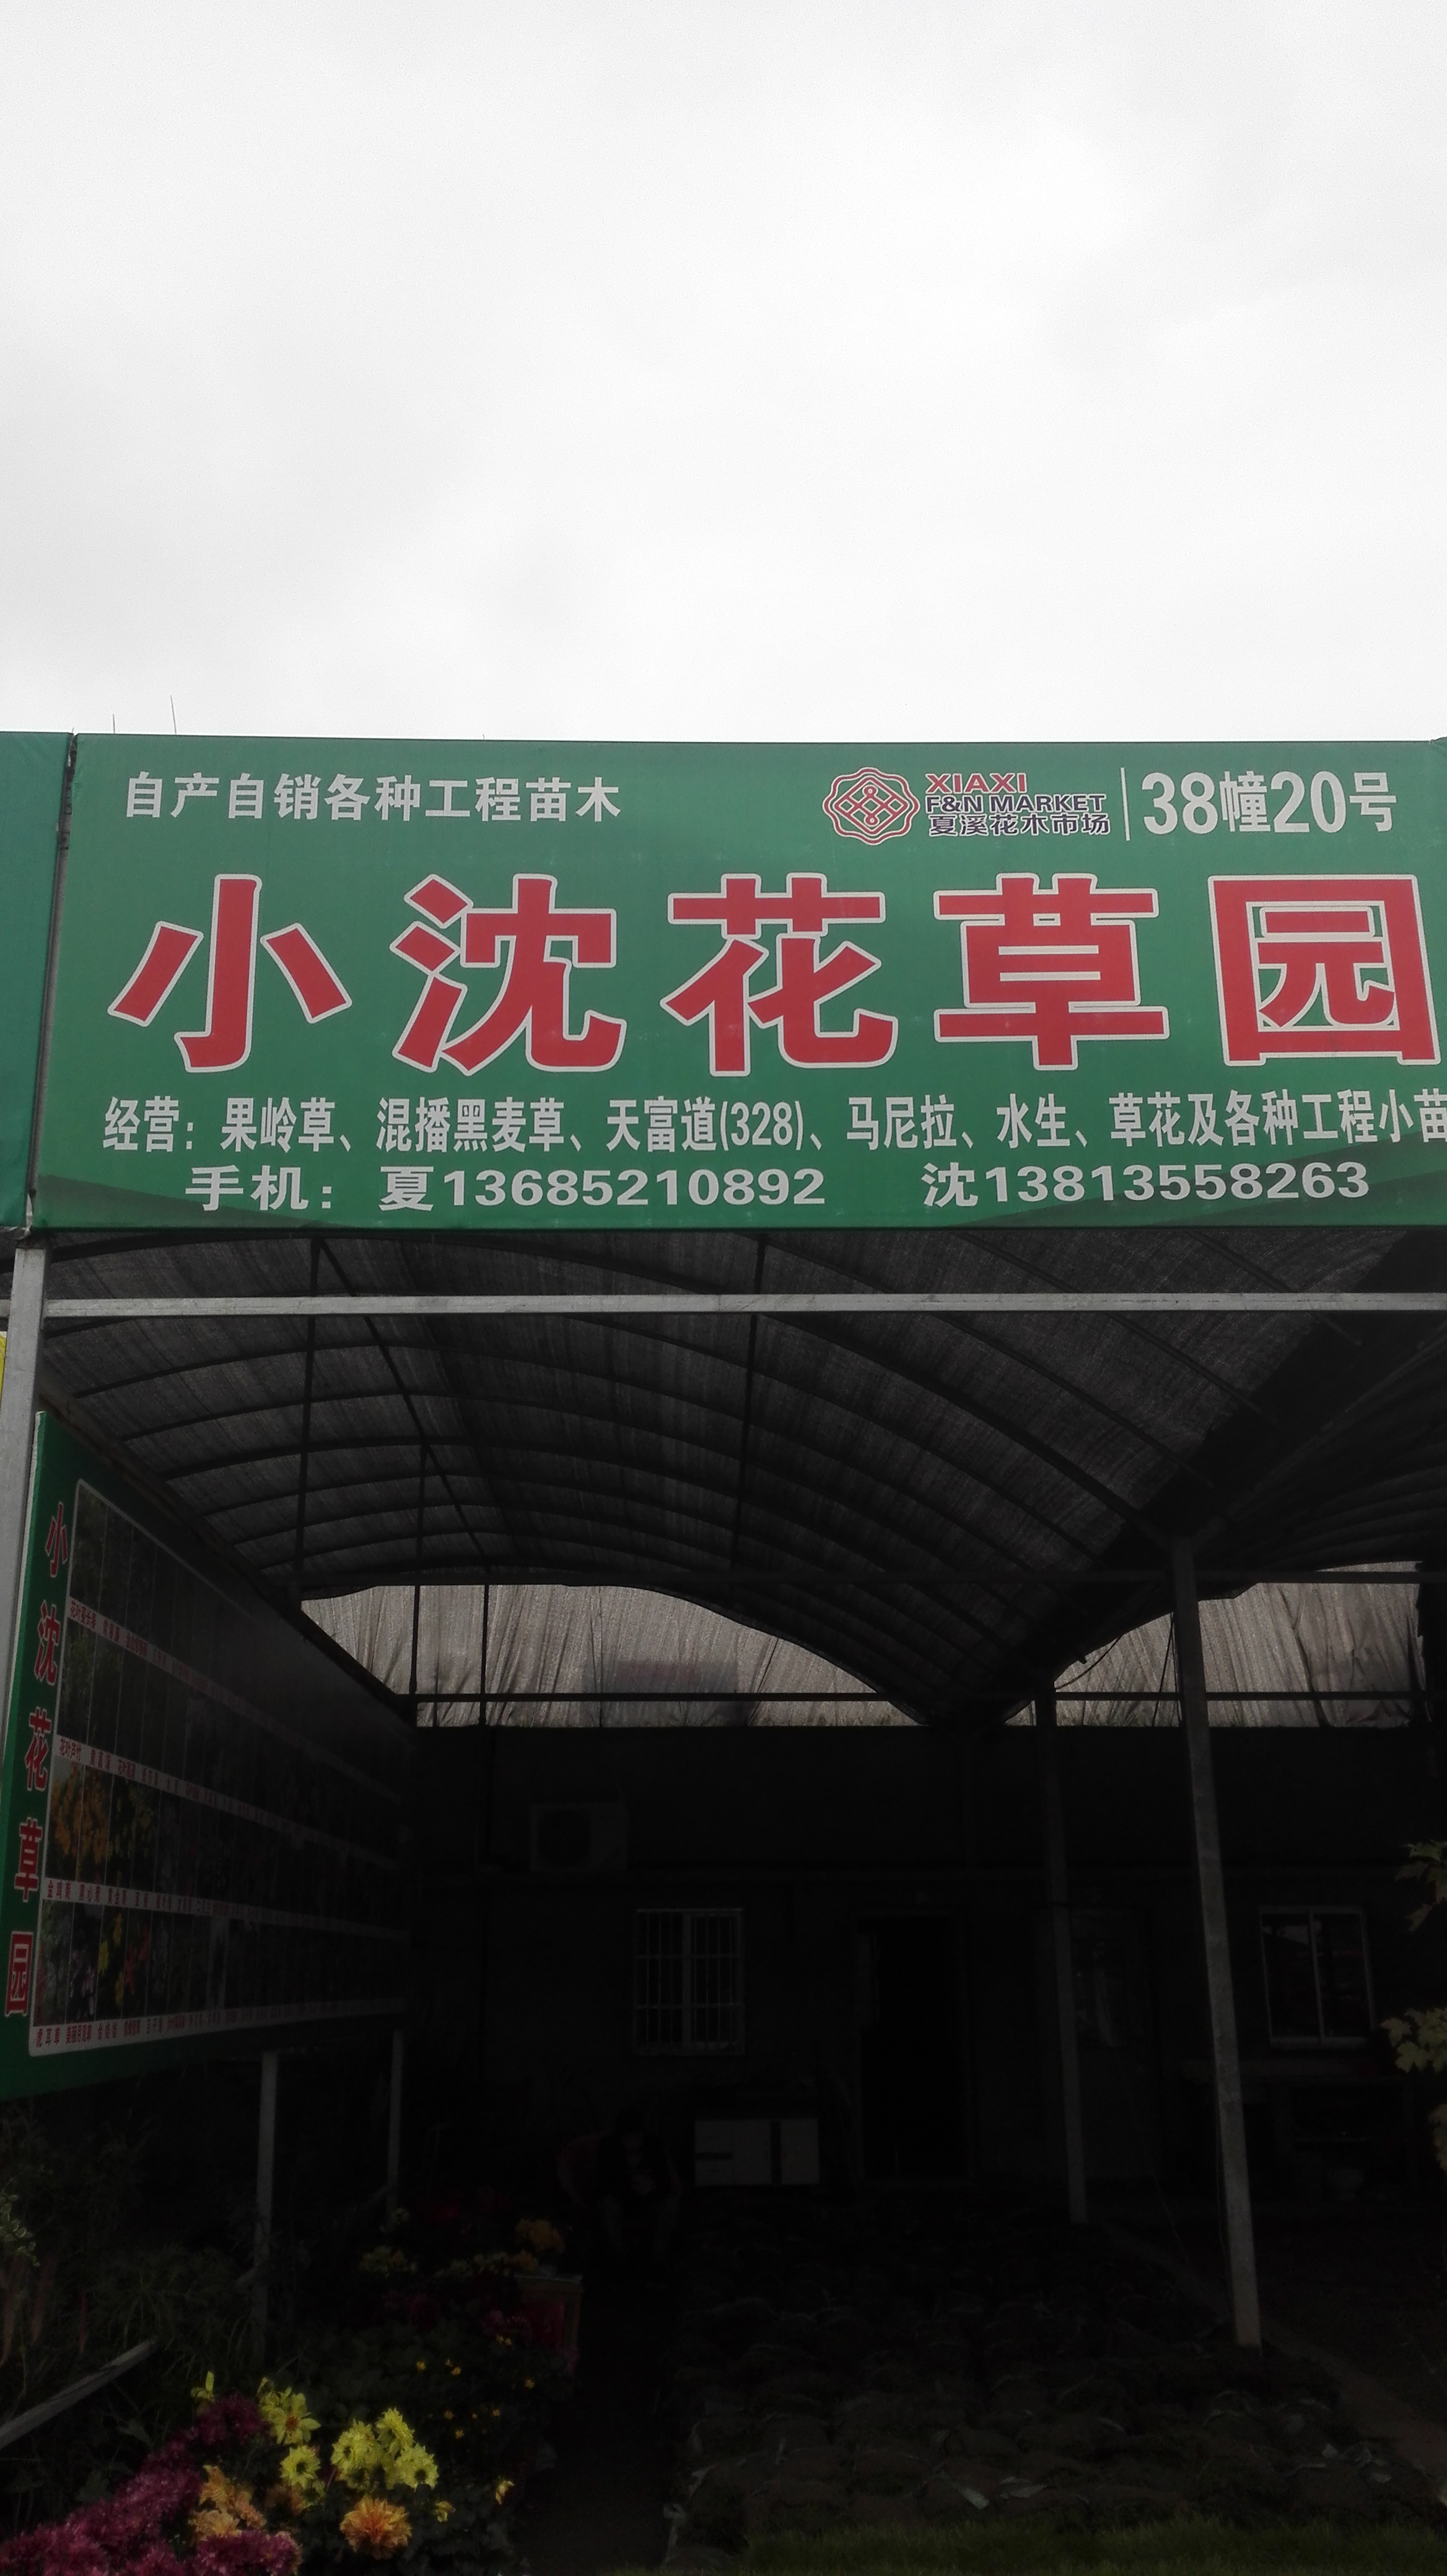 自产自销各种工程苗木
XIAXI
F&N MARKET
夏溪花木市场
38幢20号
小沈花草园
经营：果岭草、混播黑麦草、天富道(328)、马尼拉、水生、草花及各种工程小苗
手机：夏13685210892 沈13813558263
小沈花草园